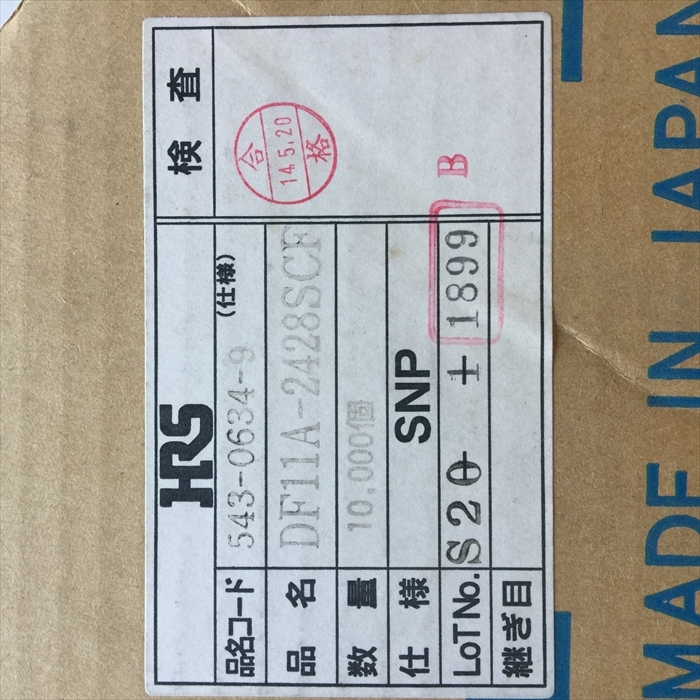 HRS
検査
合
14.5.20
格
品名コード 543-0634-9 (仕様)
品名 DF11A-2428SCF
数量 10,000個
仕様 SNP
LOT No. S20 1 1899 B
継ぎ目
MADE IN JAPAN